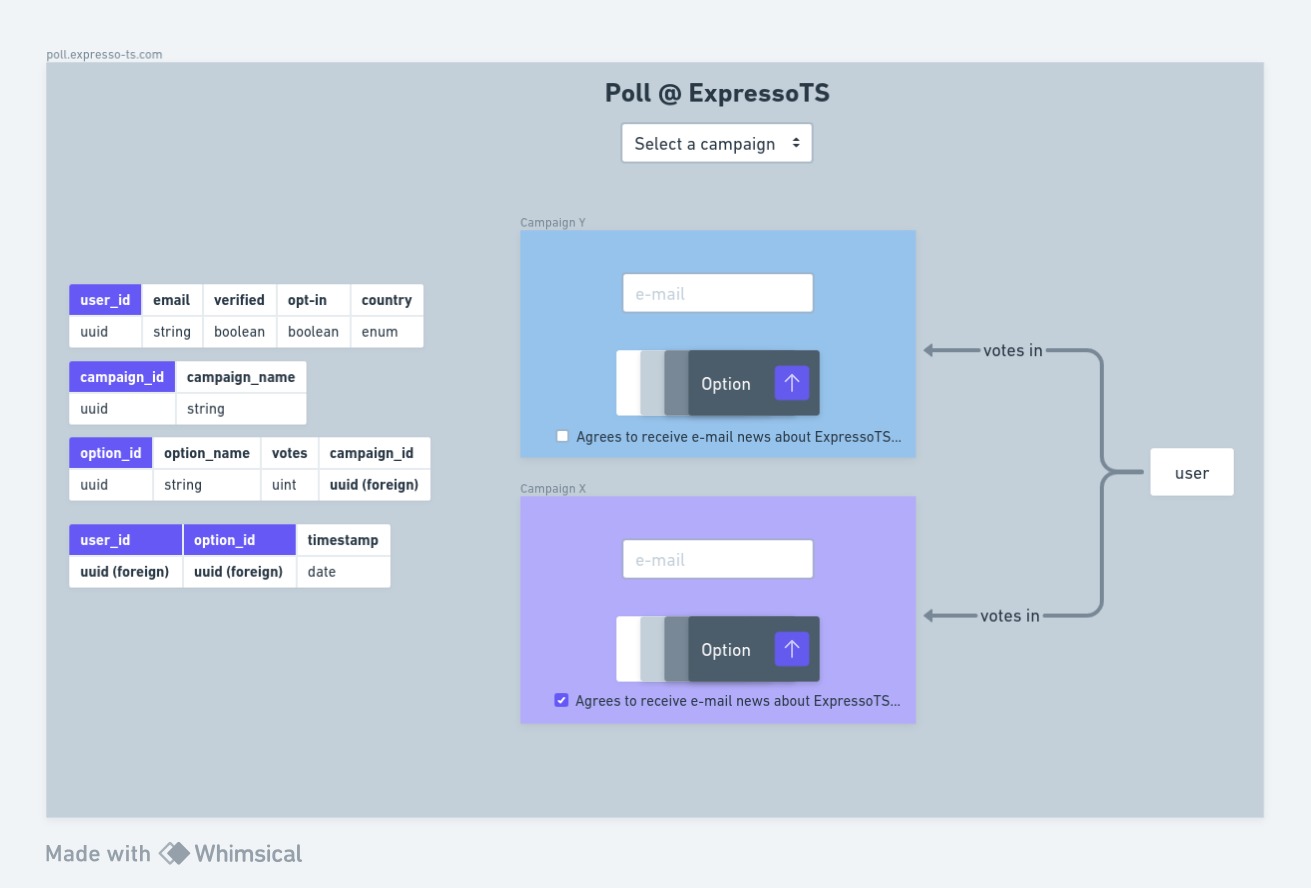 poll.expresso-ts.com
Poll @ ExpressoTS
Select a campaign
user_id email verified opt-in country
uuid string boolean boolean enum
campaign_id campaign_name
uuid string
option_id option_name votes campaign_id
uuid string uint uuid (foreign)
user_id option_id timestamp
uuid (foreign) uuid (foreign) date
Campaign Y
e-mail
Option
Agrees to receive e-mail news about ExpressoTS...
Campaign X
e-mail
Option
Agrees to receive e-mail news about ExpressoTS...
votes in
user
votes in
Made with Whimsical